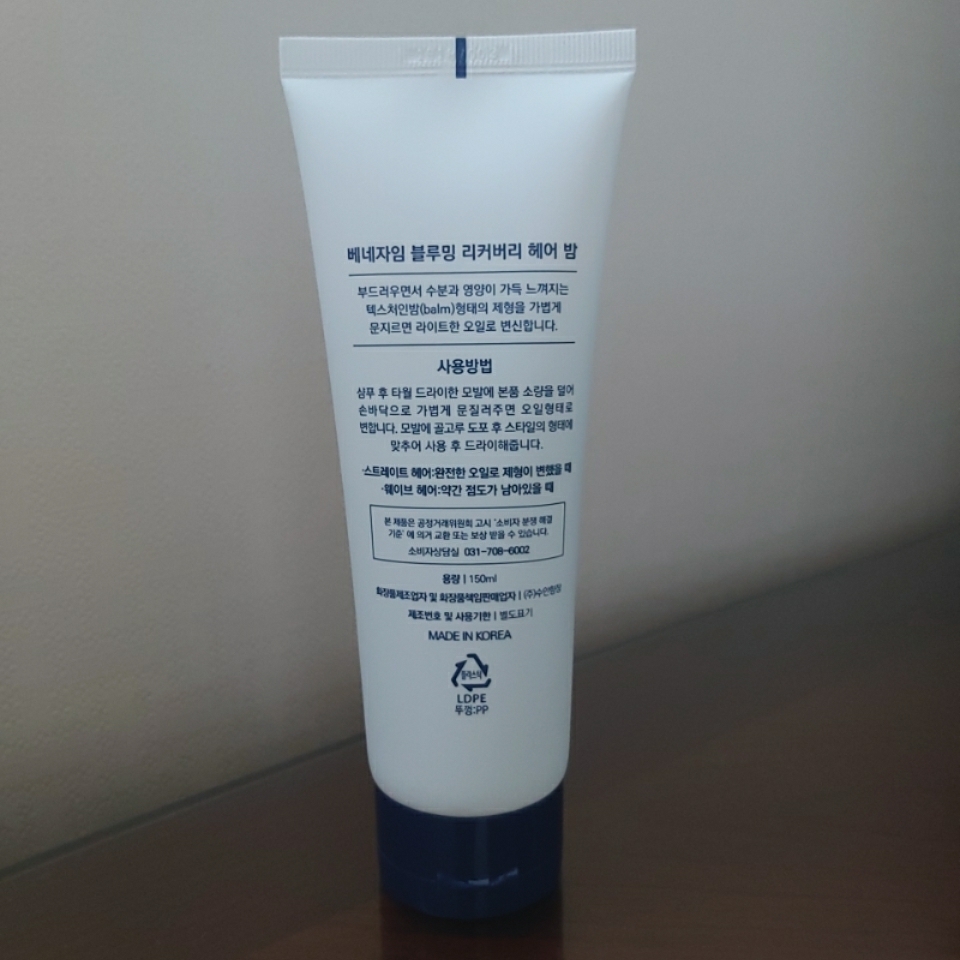 베네자임 블루밍 리커버리 헤어 밤
부드러우면서 수분과 영양이 가득 느껴지는
텍스처인밤(balm)형태의 제형을 가볍게
문지르면 라이트한 오일로 변신합니다.
사용방법
샴푸 후 타월 드라이한 모발에 본품 소량을 덜어
손바닥으로 가볍게 문질러주면 오일형태로
변합니다. 모발에 골고루 도포 후 스타일의 형태에
맞추어 사용 후 드라이해줍니다.
·스트레이트 헤어:완전한 오일로 제형이 변했을 때
·웨이브 헤어:약간 점도가 남아있을 때
본 제품은 공정거래위원회 고시 '소비자 분쟁 해결
기준' 에 의거 교환 또는 보상 받을 수 있습니다.
소비자상담실 031-708-6002
용량 | 150ml
화장품제조업자 및 화장품책임판매업자 | (주)수안향장
제조번호 및 사용기한 | 별도표기
MADE IN KOREA
플라스틱
LDPE
뚜껑:PP